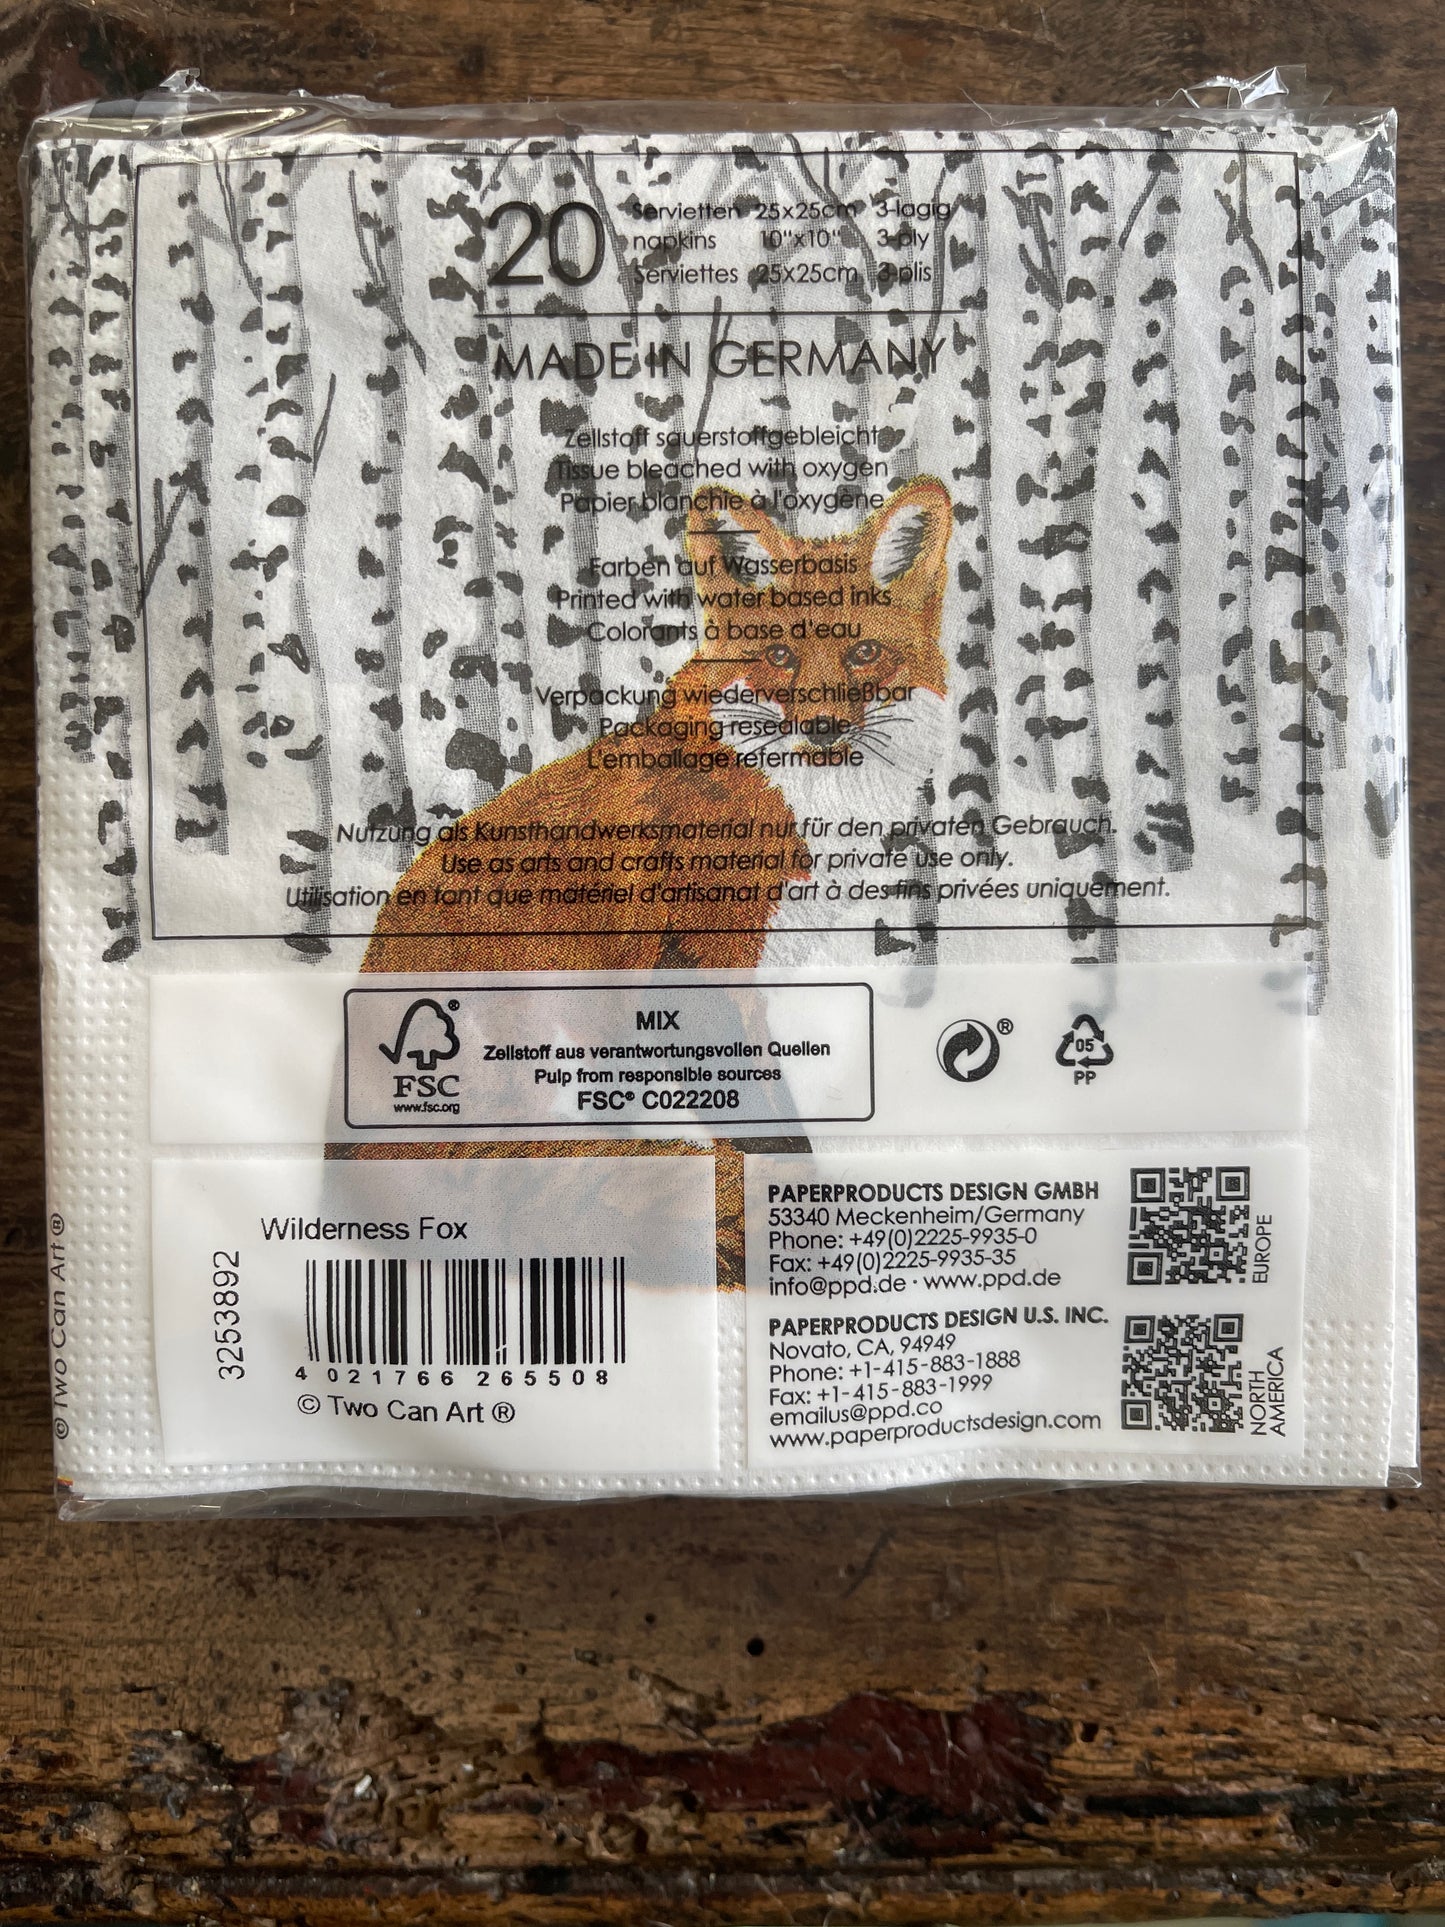 20
Servietten 25x25cm 3-lagig
napkins 10"x10" 3-ply
Serviettes 25x25cm 3-plis
MADE IN GERMANY
Zellstoff sauerstoffgebleicht
Tissue bleached with oxygen
Papier blanchie à l'oxygène
Farben auf Wasserbasis
Printed with water based inks
Colorants à base d'eau
Verpackung wiederverschließbar
Packaging resealable
L'emballage refermable
Nutzung als Kunsthandwerksmaterial nur für den privaten Gebrauch.
Use as arts and crafts material for private use only.
Utilisation en tant que matériel d'artisanat d'art à des fins privées uniquement.
FSC®
www.fsc.org
MIX
Zellstoff aus verantwortungsvollen Quellen
Pulp from responsible sources
FSC® C022208
®
05
PP
© Two Can Art ®
3253892
Wilderness Fox
4 021766 265508
© Two Can Art ®
PAPERPRODUCTS DESIGN GMBH
53340 Meckenheim/Germany
Phone: +49(0)2225-9935-0
Fax: +49(0)2225-9935-35
info@ppd.de · www.ppd.de
EUROPE
PAPERPRODUCTS DESIGN U.S. INC.
Novato, CA, 94949
Phone: +1-415-883-1888
Fax: +1-415-883-1999
emailus@ppd.co
www.paperproductsdesign.com
NORTH
AMERICA